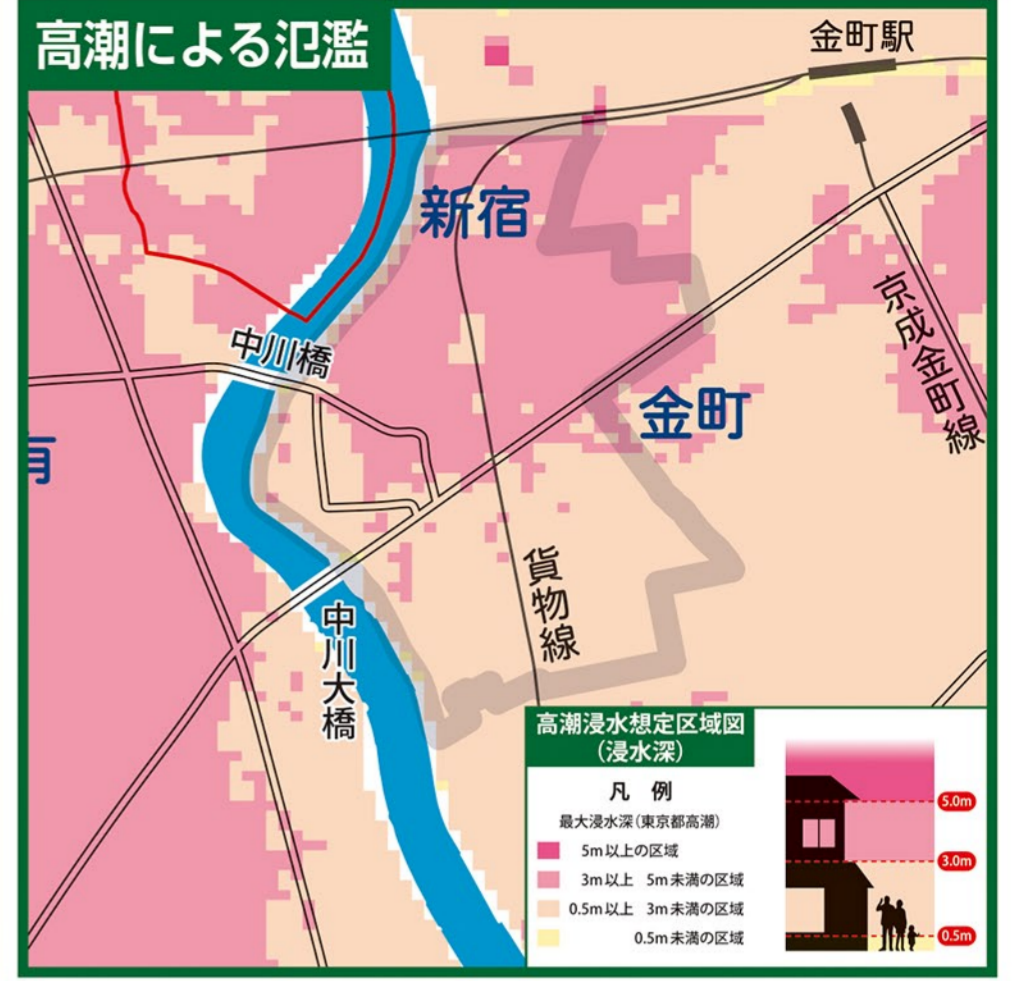 高潮による氾濫
金町駅
新宿
京成金町線
中川橋
金町
有
貨物線
中川大橋
高潮浸水想定区域図
（浸水深）
凡 例
最大浸水深（東京都高潮）
5m以上の区域
3m以上 5m未満の区域
0.5m以上 3m未満の区域
0.5m未満の区域
5.0m
3.0m
0.5m